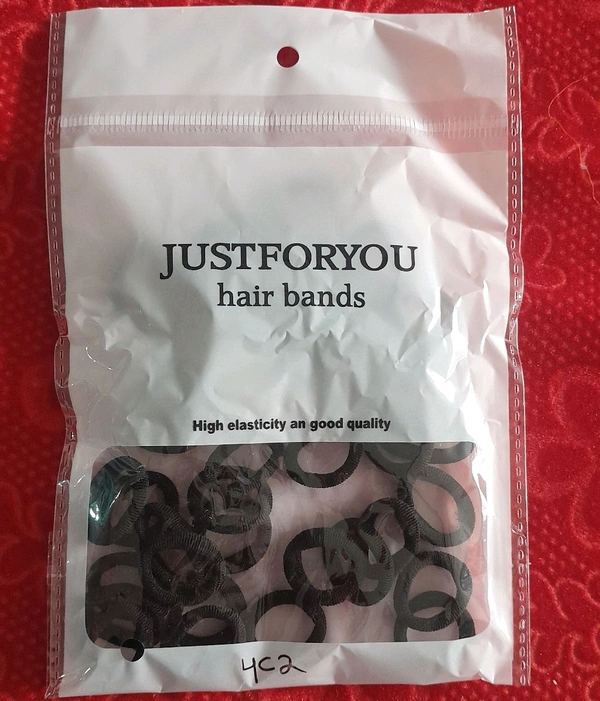 JUSTFORYOU
hair bands
High elasticity an good quality
4C2